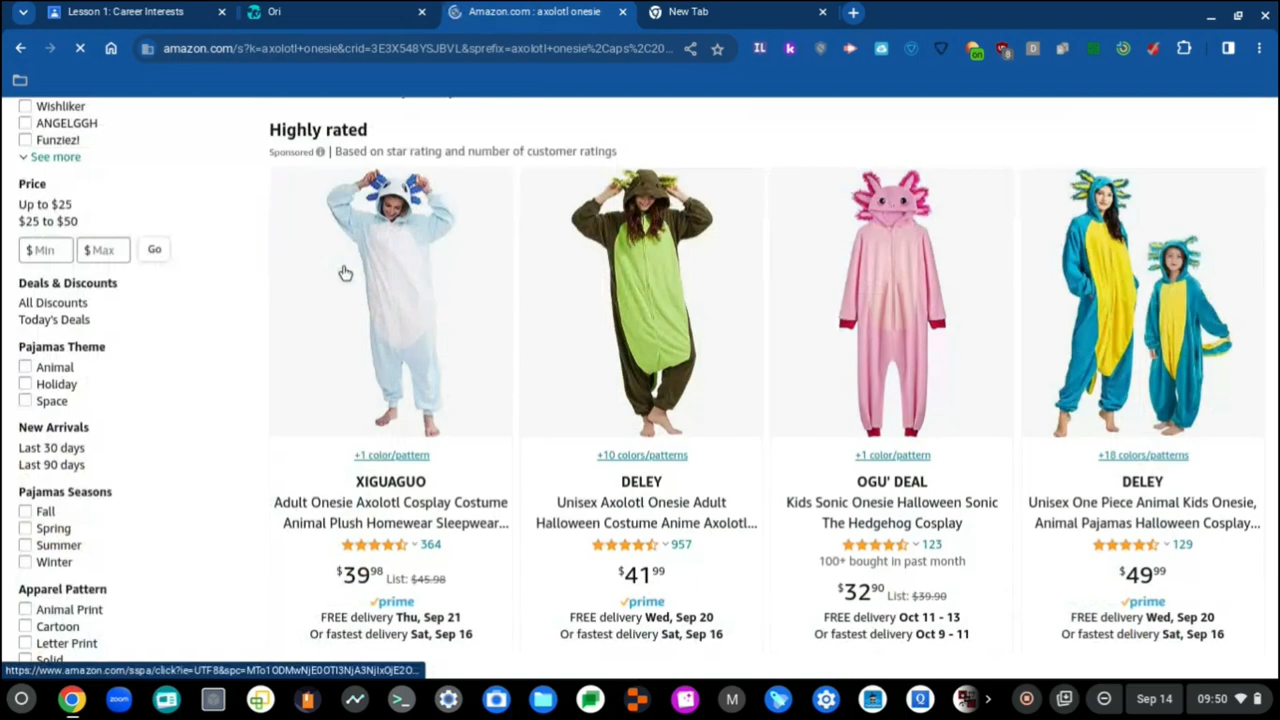 Lesson 1: Career Interests
Ori
Amazon.com : axolotl onesie
New Tab
amazon.com/s?k=axolotl+onesie&crid=3E3X548YSJBVL&sprefix=axolotl+onesie%2Caps%2C20...
Wishliker
ANGELGGH
Funziez!
See more
Price
Up to $25
$25 to $50
$ Min
$ Max
Go
Deals & Discounts
All Discounts
Today's Deals
Pajamas Theme
Animal
Holiday
Space
New Arrivals
Last 30 days
Last 90 days
Pajamas Seasons
Fall
Spring
Summer
Winter
Apparel Pattern
Animal Print
Cartoon
Letter Print
Solid
Highly rated
Sponsored | Based on star rating and number of customer ratings
+1 color/pattern
XIGUAGUO
Adult Onesie Axolotl Cosplay Costume
Animal Plush Homewear Sleepwear...
364
$39.98 List: $45.98
prime
FREE delivery Thu, Sep 21
Or fastest delivery Sat, Sep 16
+10 colors/patterns
DELEY
Unisex Axolotl Onesie Adult
Halloween Costume Anime Axolotl...
957
$41.99
prime
FREE delivery Wed, Sep 20
Or fastest delivery Sat, Sep 16
+1 color/pattern
OGU' DEAL
Kids Sonic Onesie Halloween Sonic
The Hedgehog Cosplay
123
100+ bought in past month
$32.90 List: $39.90
FREE delivery Oct 11 - 13
Or fastest delivery Oct 9 - 11
+18 colors/patterns
DELEY
Unisex One Piece Animal Kids Onesie,
Animal Pajamas Halloween Cosplay...
129
$49.99
prime
FREE delivery Wed, Sep 20
Or fastest delivery Sat, Sep 16
zoom
M
Q
Sep 14
09:50